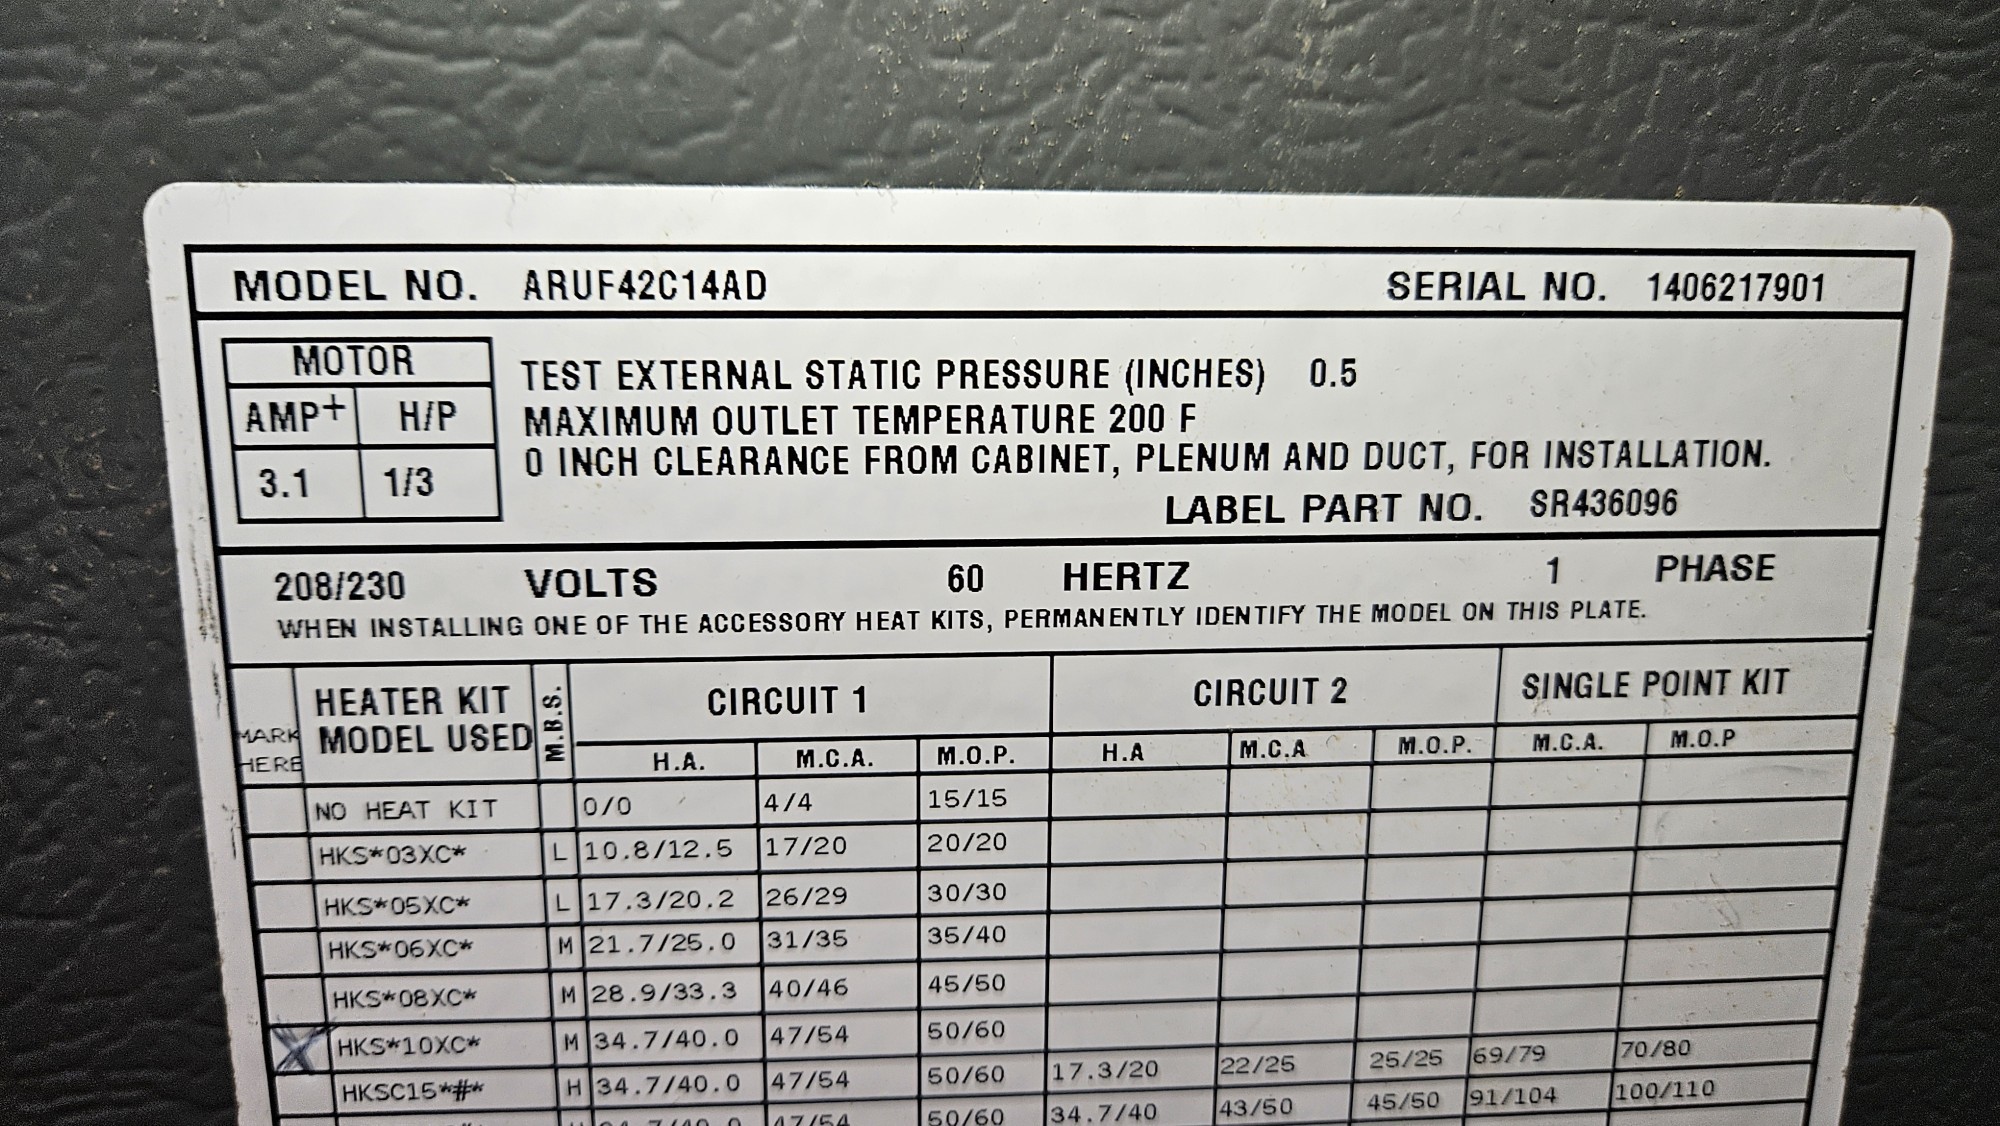 MODEL NO. ARUF42C14AD SERIAL NO. 1406217901
MOTOR
AMP+ H/P
3.1 1/3
TEST EXTERNAL STATIC PRESSURE (INCHES) 0.5
MAXIMUM OUTLET TEMPERATURE 200 F
0 INCH CLEARANCE FROM CABINET, PLENUM AND DUCT, FOR INSTALLATION.
LABEL PART NO. SR436096
208/230 VOLTS 60 HERTZ 1 PHASE
WHEN INSTALLING ONE OF THE ACCESSORY HEAT KITS, PERMANENTLY IDENTIFY THE MODEL ON THIS PLATE.
MARK HERE
HEATER KIT
MODEL USED
M.B.S.
CIRCUIT 1 CIRCUIT 2 SINGLE POINT KIT
H.A. M.C.A. M.O.P. H.A M.C.A M.O.P. M.C.A. M.O.P
NO HEAT KIT 0/0 4/4 15/15
HKS*03XC* L 10.8/12.5 17/20 20/20
HKS*05XC* L 17.3/20.2 26/29 30/30
HKS*06XC* M 21.7/25.0 31/35 35/40
HKS*08XC* M 28.9/33.3 40/46 45/50
X HKS*10XC* M 34.7/40.0 47/54 50/60
HKSC15*#* H 34.7/40.0 47/54 50/60 17.3/20 22/25 25/25 69/79 70/80
47/54 50/60 34.7/40 43/50 45/50 91/104 100/110